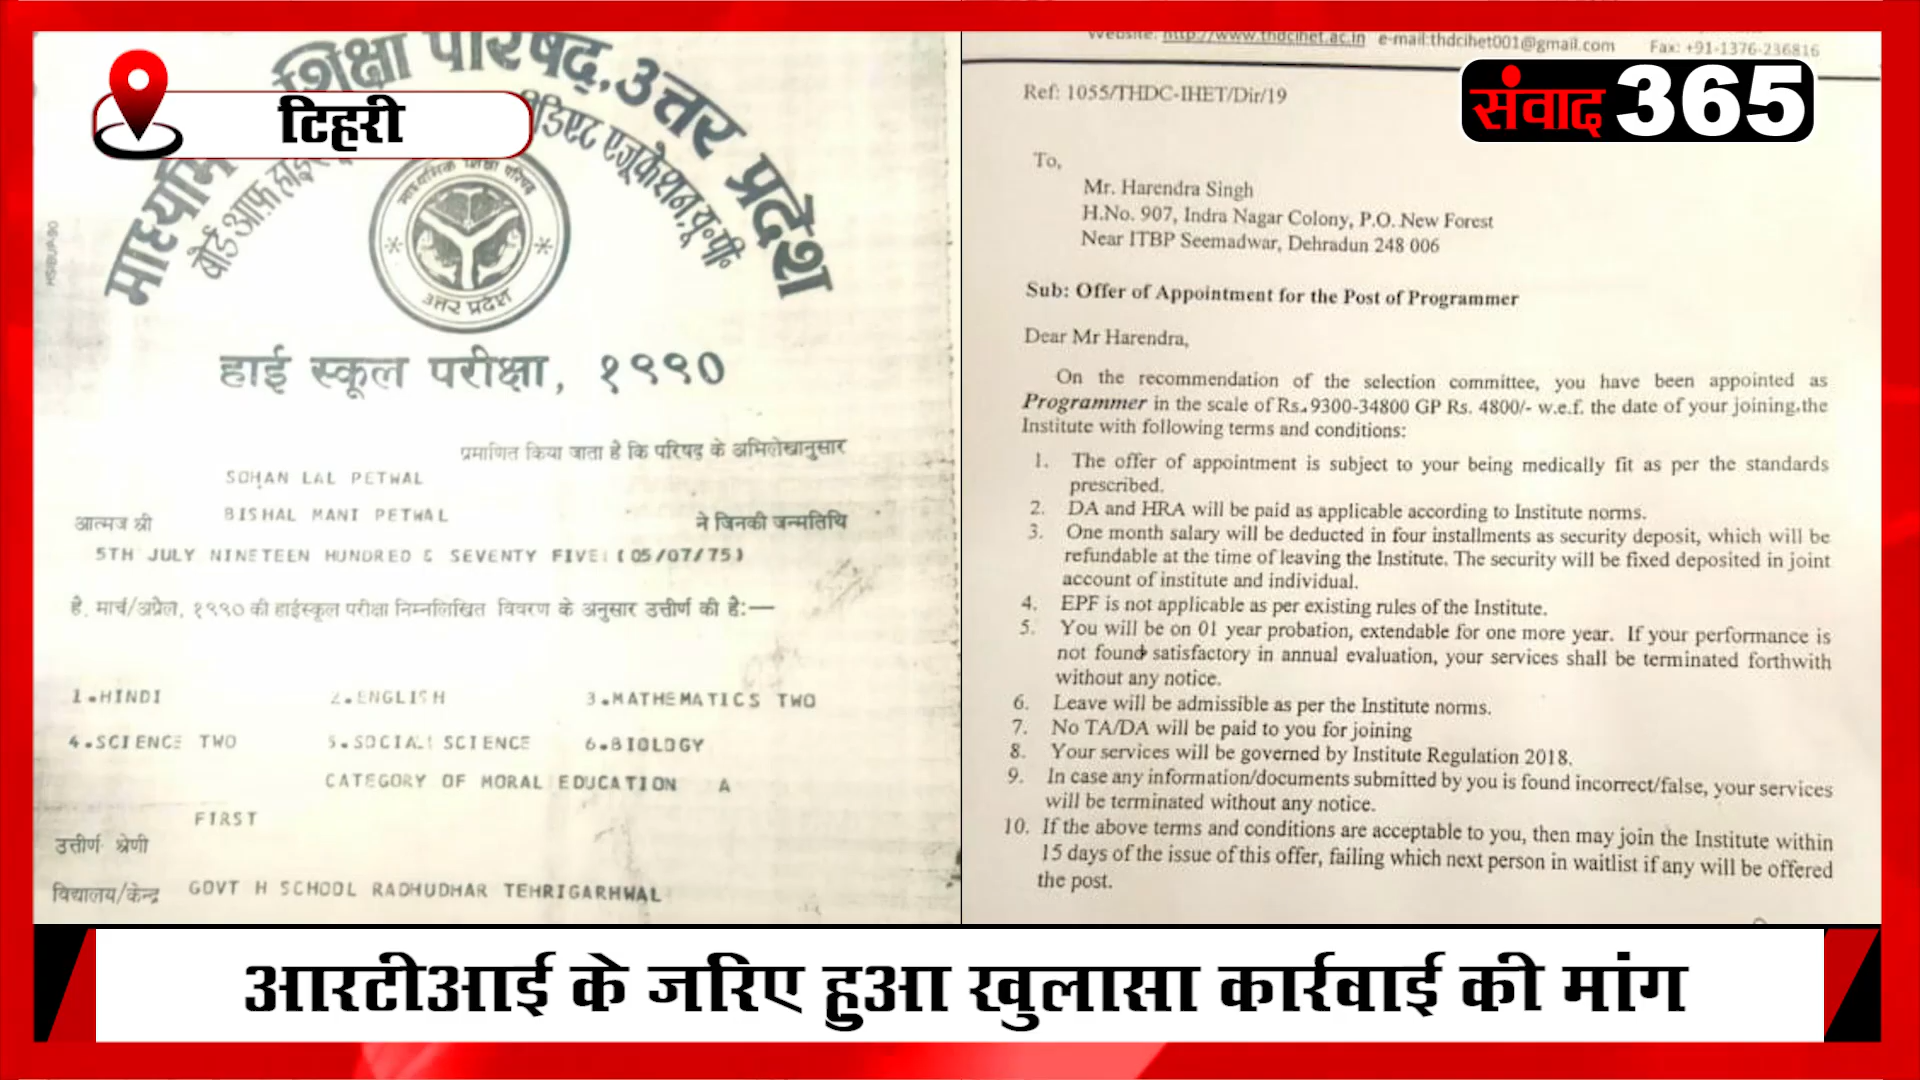 टिहरी
संवाद 365
माध्यमि शिक्षा परिषद्, उत्तर प्रदेश
बोर्ड आफ़ हाई डिएट एजूकेशन, यू॰ पी॰
माध्यमिक शिक्षा परिषद
उत्तर प्रदेश
हाई स्कूल परीक्षा, १९९०
प्रमाणित किया जाता है कि परिषद के अभिलेखानुसार
SOHAN LAL PETWAL
आत्मज श्री BISHAL MANI PETWAL ने जिनकी जन्मतिथि
5TH JULY NINETEEN HUNDRED & SEVENTY FIVE (05/07/75)
है, मार्च/अप्रैल, १९९० की हाईस्कूल परीक्षा निम्नलिखित विवरण के अनुसार उत्तीर्ण की है:—
1.HINDI 2.ENGLISH 3.MATHEMATICS TWO
4.SCIENCE TWO 5.SOCIAL SCIENCE 6.BIOLOGY
CATEGORY OF MORAL EDUCATION A
FIRST
उत्तीर्ण श्रेणी
विद्यालय/केन्द्र GOVT H SCHOOL RADHUDHAR TEHRIGARHWAL
Website: http://www.thdcihet.ac.in e-mail:thdcihet001@gmail.com Fax: +91-1376-236816
Ref: 1055/THDC-IHET/Dir/19
To,
Mr. Harendra Singh
H.No. 907, Indra Nagar Colony, P.O. New Forest
Near ITBP Seemadwar, Dehradun 248 006
Sub: Offer of Appointment for the Post of Programmer
Dear Mr Harendra,
On the recommendation of the selection committee, you have been appointed as
Programmer in the scale of Rs. 9300-34800 GP Rs. 4800/- w.e.f. the date of your joining the
Institute with following terms and conditions:
1. The offer of appointment is subject to your being medically fit as per the standards
prescribed.
2. DA and HRA will be paid as applicable according to Institute norms.
3. One month salary will be deducted in four installments as security deposit, which will be
refundable at the time of leaving the Institute. The security will be fixed deposited in joint
account of institute and individual.
4. EPF is not applicable as per existing rules of the Institute.
5. You will be on 01 year probation, extendable for one more year. If your performance is
not found satisfactory in annual evaluation, your services shall be terminated forthwith
without any notice.
6. Leave will be admissible as per the Institute norms.
7. No TA/DA will be paid to you for joining
8. Your services will be governed by Institute Regulation 2018.
9. In case any information/documents submitted by you is found incorrect/false, your services
will be terminated without any notice.
10. If the above terms and conditions are acceptable to you, then may join the Institute within
15 days of the issue of this offer, failing which next person in waitlist if any will be offered
the post.
आरटीआई के जरिए हुआ खुलासा कार्रवाई की मांग